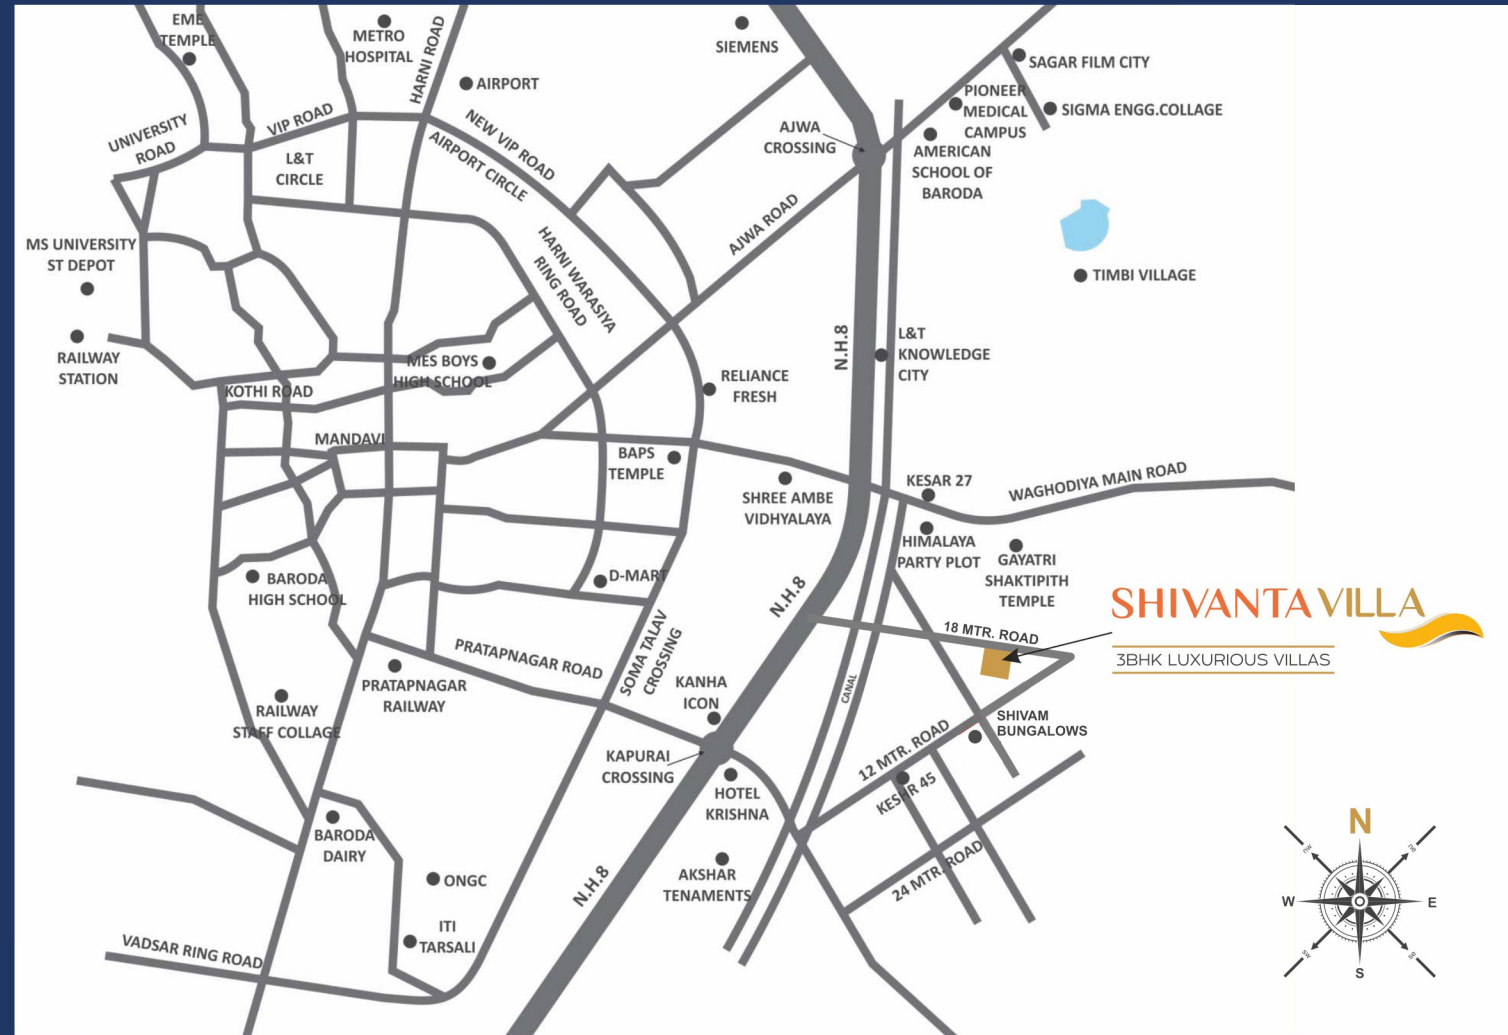 EME
TEMPLE
METRO
HOSPITAL
HARNI ROAD
AIRPORT
SIEMENS
SAGAR FILM CITY
PIONEER
MEDICAL
CAMPUS
SIGMA ENGG.COLLAGE
AJWA
CROSSING
AMERICAN
SCHOOL OF
BARODA
UNIVERSITY
ROAD
VIP ROAD
L&T
CIRCLE
NEW VIP ROAD
AIRPORT CIRCLE
AJWA ROAD
HARNI WARASIYA
RING ROAD
MS UNIVERSITY
ST DEPOT
TIMBI VILLAGE
RAILWAY
STATION
N.H.8
L&T
KNOWLEDGE
CITY
MES BOYS
HIGH SCHOOL
KOTHI ROAD
RELIANCE
FRESH
MANDAVI
BAPS
TEMPLE
SHREE AMBE
VIDHYALAYA
KESAR 27
WAGHODIYA MAIN ROAD
HIMALAYA
PARTY PLOT
GAYATRI
SHAKTIPITH
TEMPLE
BARODA
HIGH SCHOOL
D-MART
N.H.8
SHIVANTA VILLA
3BHK LUXURIOUS VILLAS
18 MTR. ROAD
PRATAPNAGAR ROAD
SOMA TALAV
CROSSING
PRATAPNAGAR
RAILWAY
KANHA
ICON
CANAL
RAILWAY
STAFF COLLAGE
SHIVAM
BUNGALOWS
12 MTR. ROAD
KAPURAI
CROSSING
KESHR 45
HOTEL
KRISHNA
BARODA
DAIRY
24 MTR. ROAD
AKSHAR
TENAMENTS
N.H.8
ONGC
ITI
TARSALI
VADSAR RING ROAD
N
nw
ne
W
E
sw
se
S